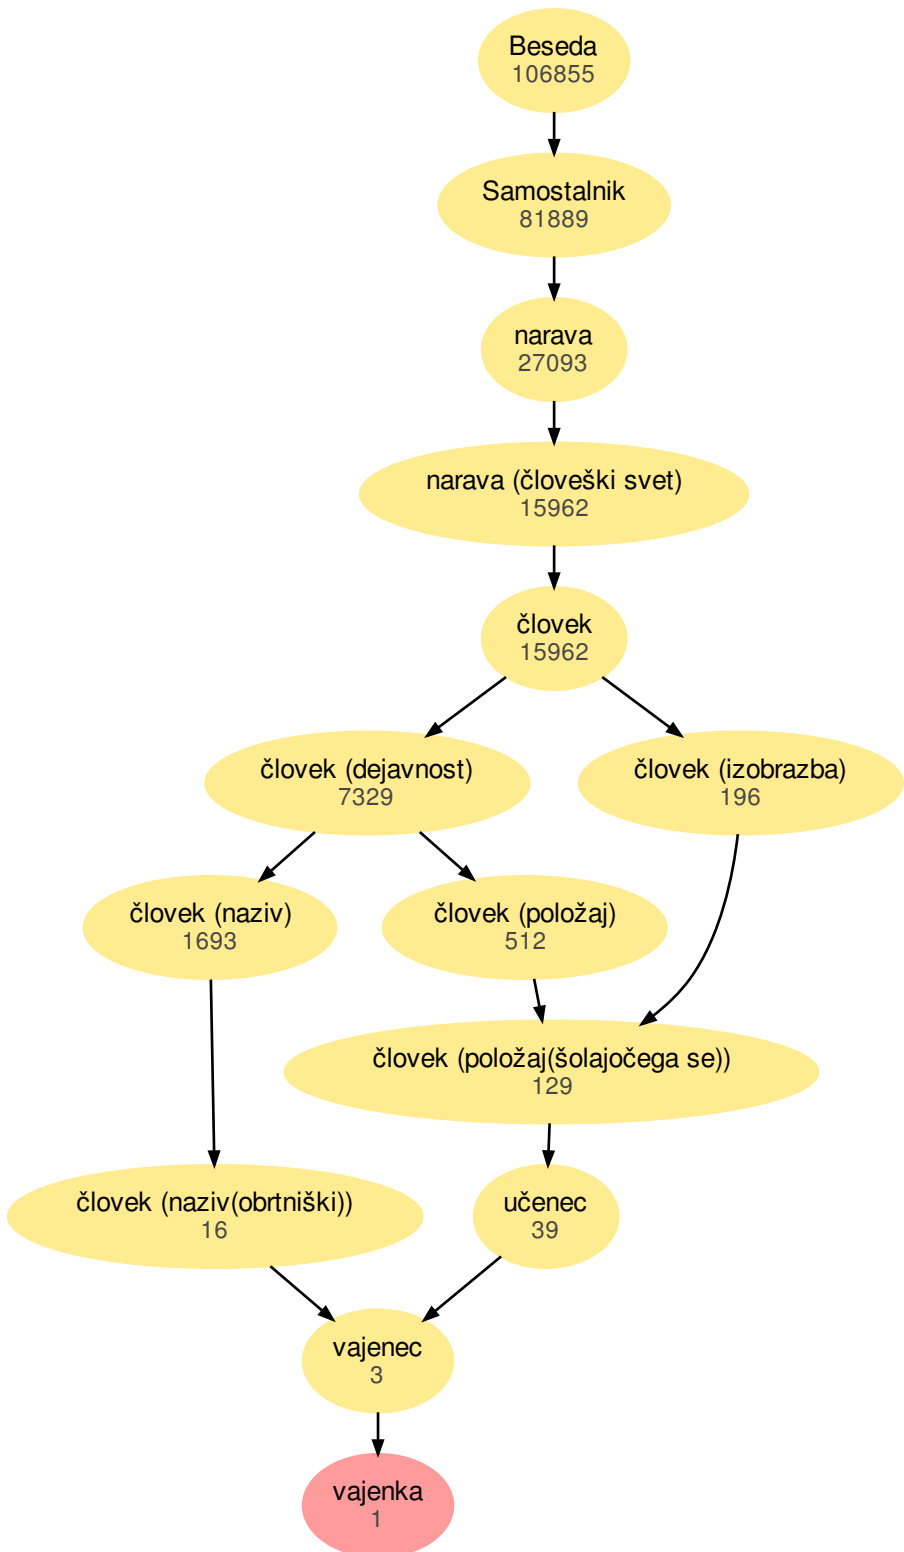 Beseda
106855
Samostalnik
81889
narava
27093
narava (človeški svet)
15962
človek
15962
človek (dejavnost)
7329
človek (izobrazba)
196
človek (naziv)
1693
človek (položaj)
512
človek (položaj(šolajočega se))
129
človek (naziv(obrtniški))
16
učenec
39
vajenec
3
vajenka
1